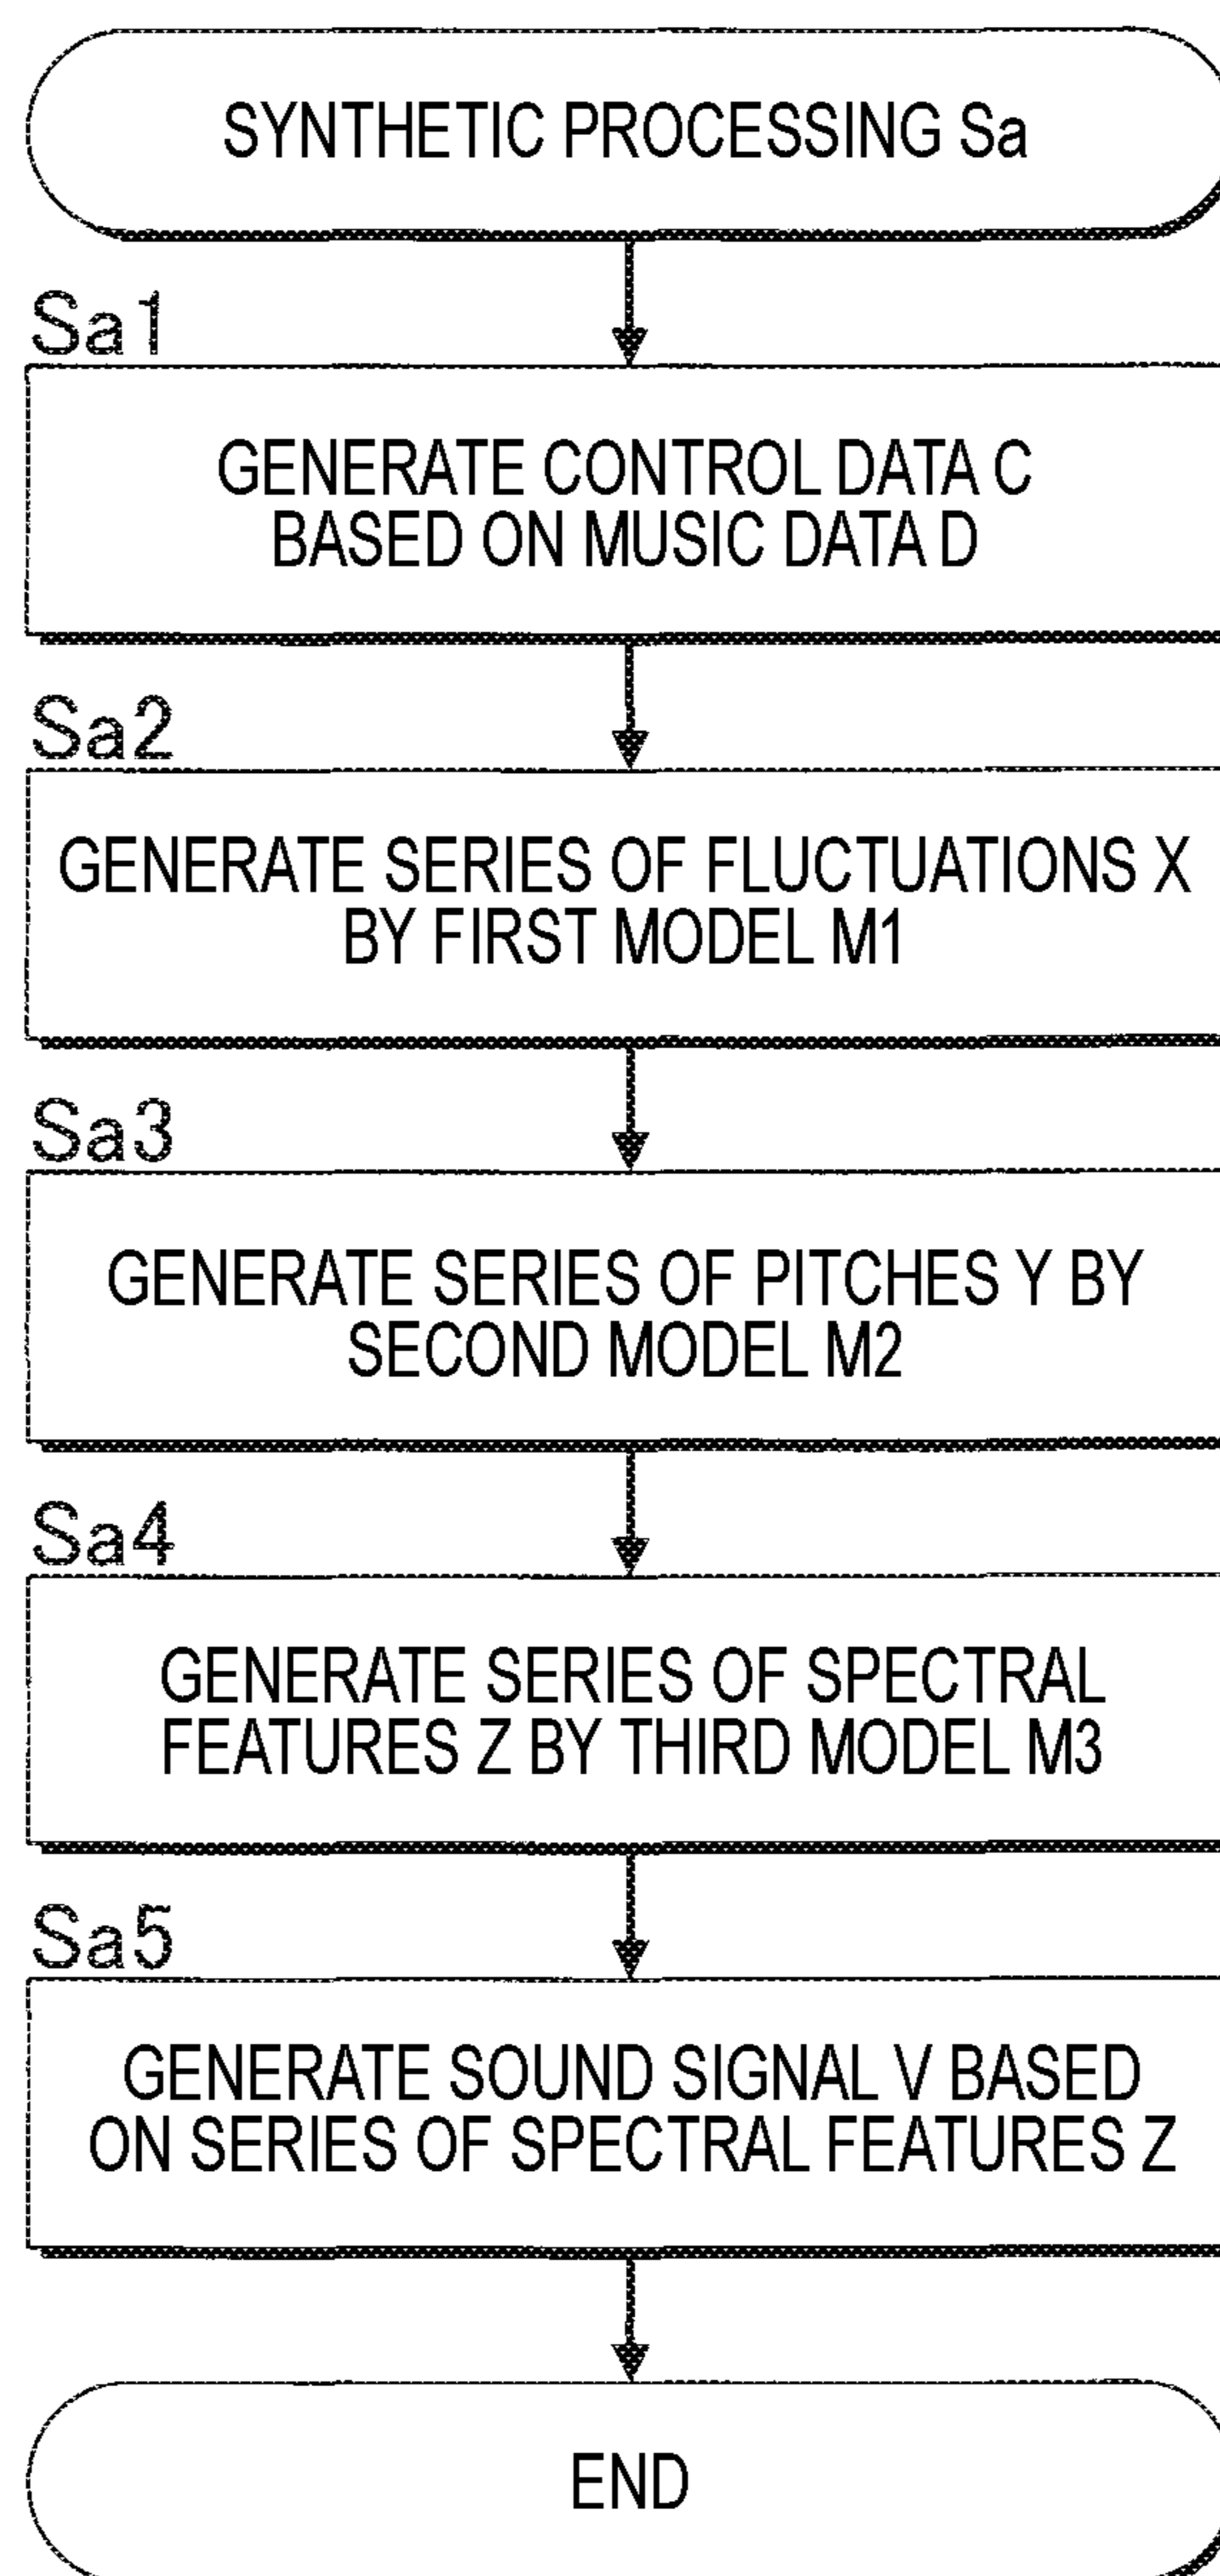 SYNTHETIC PROCESSING Sa
Sa1
GENERATE CONTROL DATA C
BASED ON MUSIC DATA D
Sa2
GENERATE SERIES OF FLUCTUATIONS X
BY FIRST MODEL M1
Sa3
GENERATE SERIES OF PITCHES Y BY
SECOND MODEL M2
Sa4
GENERATE SERIES OF SPECTRAL
FEATURES Z BY THIRD MODEL M3
Sa5
GENERATE SOUND SIGNAL V BASED
ON SERIES OF SPECTRAL FEATURES Z
END